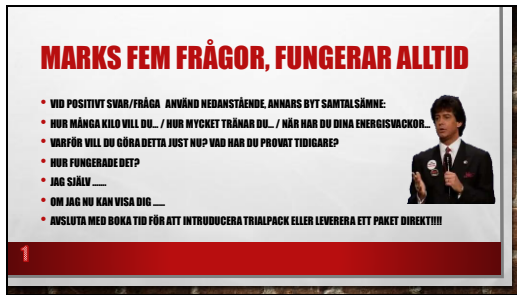 MARKS FEM FRÅGOR, FUNGERAR ALLTID
• VID POSITIVT SVAR/FRÅGA ANVÄND NEDANSTÅENDE, ANNARS BYT SAMTALSÄMNE:
• HUR MÅNGA KILO VILL DU... / HUR MYCKET TRÄNAR DU... / NÄR HAR DU DINA ENERGISVACKOR...
• VARFÖR VILL DU GÖRA DETTA JUST NU? VAD HAR DU PROVAT TIDIGARE?
• HUR FUNGERADE DET?
• JAG SJÄLV .......
• OM JAG NU KAN VISA DIG ......
• AVSLUTA MED BOKA TID FÖR ATT INTRUDUCERA TRIALPACK ELLER LEVERERA ETT PAKET DIREKT!!!!
1